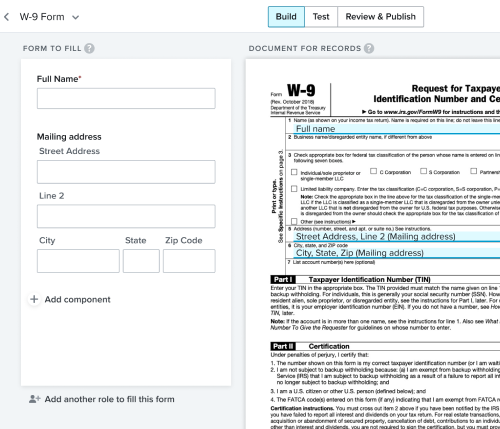 W-9 Form
Build Test Review & Publish
FORM TO FILL ?
Full Name*
Mailing address
Street Address
Line 2
City State Zip Code
Add component
Add another role to fill this form
DOCUMENT FOR RECORDS ?
Form W-9
(Rev. October 2018)
Department of the Treasury
Internal Revenue Service
Request for Taxpaye
Identification Number and Ce
► Go to www.irs.gov/FormW9 for instructions and th
1 Name (as shown on your income tax return). Name is required on this line; do not leave this line
Full name
2 Business name/disregarded entity name, if different from above
Print or type.
See Specific Instructions on page 3.
3 Check appropriate box for federal tax classification of the person whose name is entered on lin
following seven boxes.
Individual/sole proprietor or
single-member LLC
C Corporation S Corporation Partners
Limited liability company. Enter the tax classification (C=C corporation, S=S corporation, P=
Note: Check the appropriate box in the line above for the tax classification of the single-me
LLC if the LLC is classified as a single-member LLC that is disregarded from the owner unle
another LLC that is not disregarded from the owner for U.S. federal tax purposes. Otherwise
is disregarded from the owner should check the appropriate box for the tax classification of
Other (see instructions) ►
5 Address (number, street, and apt. or suite no.) See instructions.
Street Address, Line 2 (Mailing address)
6 City, state, and ZIP code
City, State, Zip (Mailing address)
7 List account number(s) here (optional)
Part I Taxpayer Identification Number (TIN)
Enter your TIN in the appropriate box. The TIN provided must match the name given on line
backup withholding. For individuals, this is generally your social security number (SSN). How
resident alien, sole proprietor, or disregarded entity, see the instructions for Part I, later. For
entities, it is your employer identification number (EIN). If you do not have a number, see How
TIN, later.
Note: If the account is in more than one name, see the instructions for line 1. Also see What
Number To Give the Requester for guidelines on whose number to enter.
Part II Certification
Under penalties of perjury, I certify that:
1. The number shown on this form is my correct taxpayer identification number (or I am waiti
2. I am not subject to backup withholding because: (a) I am exempt from backup withholding
Service (IRS) that I am subject to backup withholding as a result of a failure to report all int
no longer subject to backup withholding; and
3. I am a U.S. citizen or other U.S. person (defined below); and
4. The FATCA code(s) entered on this form (if any) indicating that I am exempt from FATCA re
Certification instructions. You must cross out item 2 above if you have been notified by the IRS
you have failed to report all interest and dividends on your tax return. For real estate transactions,
acquisition or abandonment of secured property, cancellation of debt, contributions to an individu
other than interest and dividends, you are not required to sign the certification, but you must prov